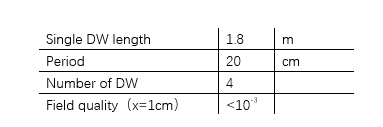 Single DW length 1.8 m
Period 20 cm
Number of DW 4
Field quality（x=1cm） <10⁻³